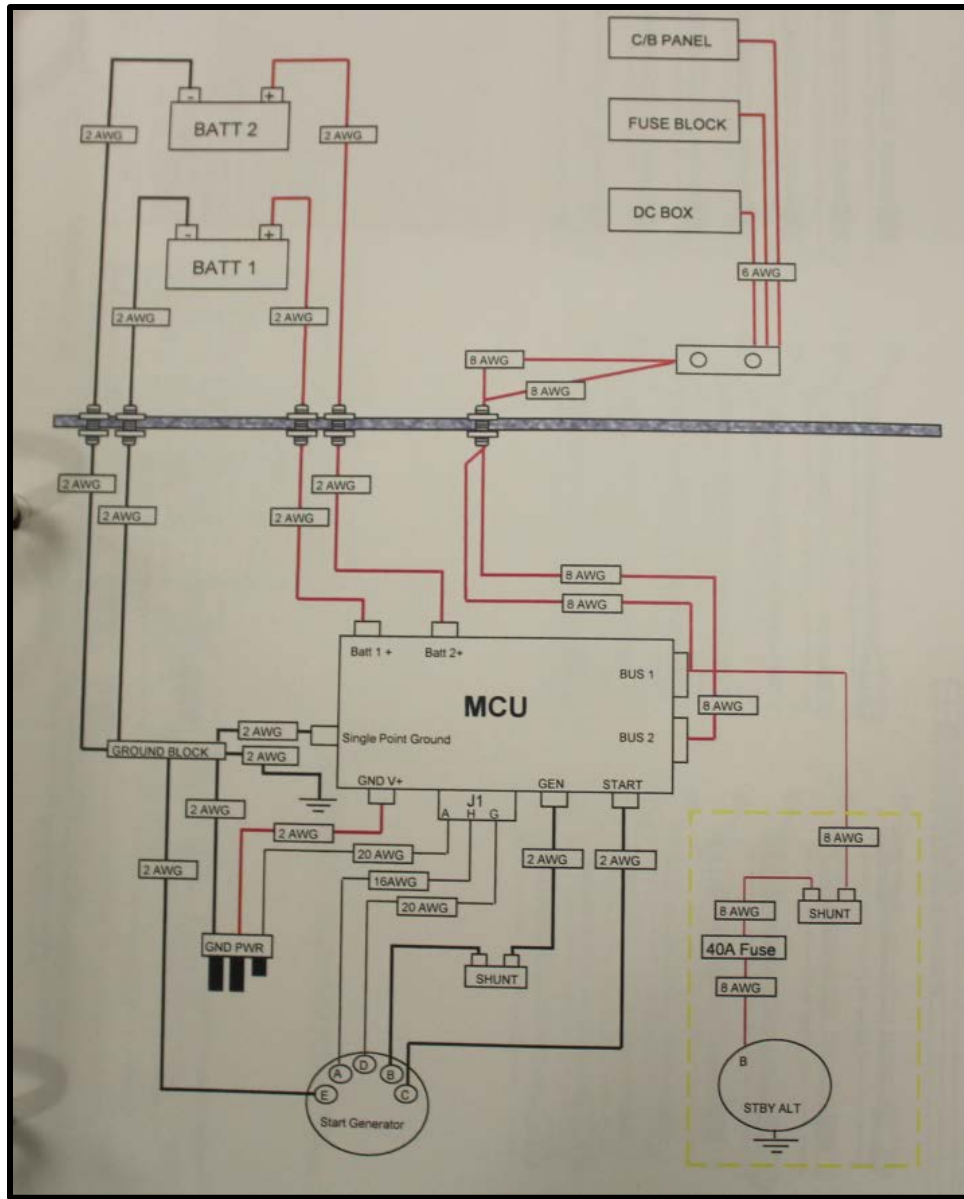 C/B PANEL
- +
BATT 2
2 AWG
2 AWG
FUSE BLOCK
- +
BATT 1
DC BOX
6 AWG
2 AWG
2 AWG
8 AWG
8 AWG
2 AWG
2 AWG
2 AWG
2 AWG
8 AWG
8 AWG
Batt 1 +
Batt 2+
BUS 1
MCU
8 AWG
2 AWG
Single Point Ground
BUS 2
GROUND BLOCK
2 AWG
GND V+
J1
GEN
START
A H G
2 AWG
2 AWG
8 AWG
20 AWG
2 AWG
2 AWG
2 AWG
16AWG
20 AWG
8 AWG
SHUNT
GND PWR
40A Fuse
SHUNT
8 AWG
A
D
B
E
C
Start Generator
B
STBY ALT